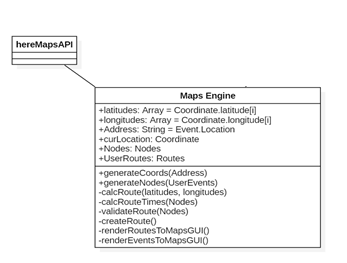 hereMapsAPI
Maps Engine
+latitudes: Array = Coordinate.latitude[i]
+longitudes: Array = Coordinate.longitude[i]
+Address: String = Event.Location
+curLocation: Coordinate
+Nodes: Nodes
+UserRoutes: Routes
+generateCoords(Address)
+generateNodes(UserEvents)
-calcRoute(latitudes, longitudes)
-calcRouteTimes(Nodes)
-validateRoute(Nodes)
-createRoute()
-renderRoutesToMapsGUI()
-renderEventsToMapsGUI()